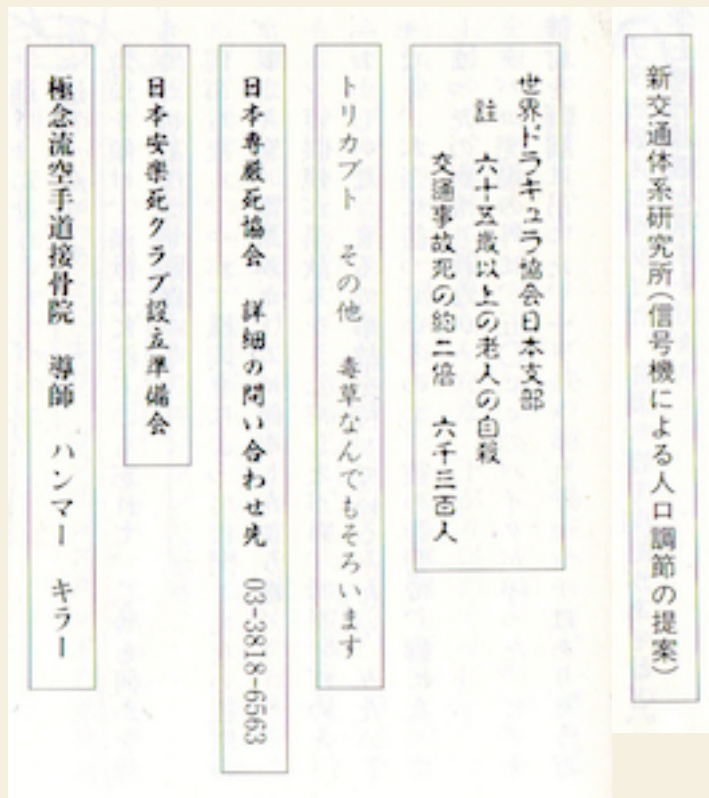 新交通体系研究所(信号機による人口調節の提案)
世界ドラキュラ協会日本支部
註 六十五歳以上の老人の自殺
交通事故死の約二倍 六千三百人
トリカブト その他 毒草なんでもそろいます
日本尊厳死協会 詳細の問い合わせ先 03-3818-6563
日本安楽死クラブ設立準備会
極念流空手道接骨院 導師 ハンマー キラー